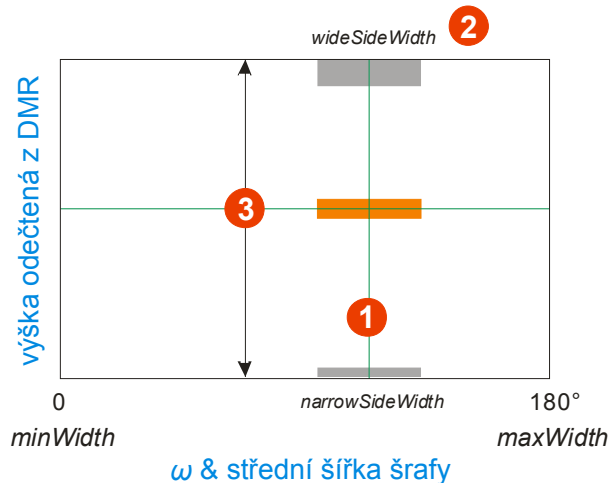 wideSideWidth
2
výška odečtená z DMR
3
1
0
narrowSideWidth
180°
minWidth
maxWidth
ω & střední šířka šrafy